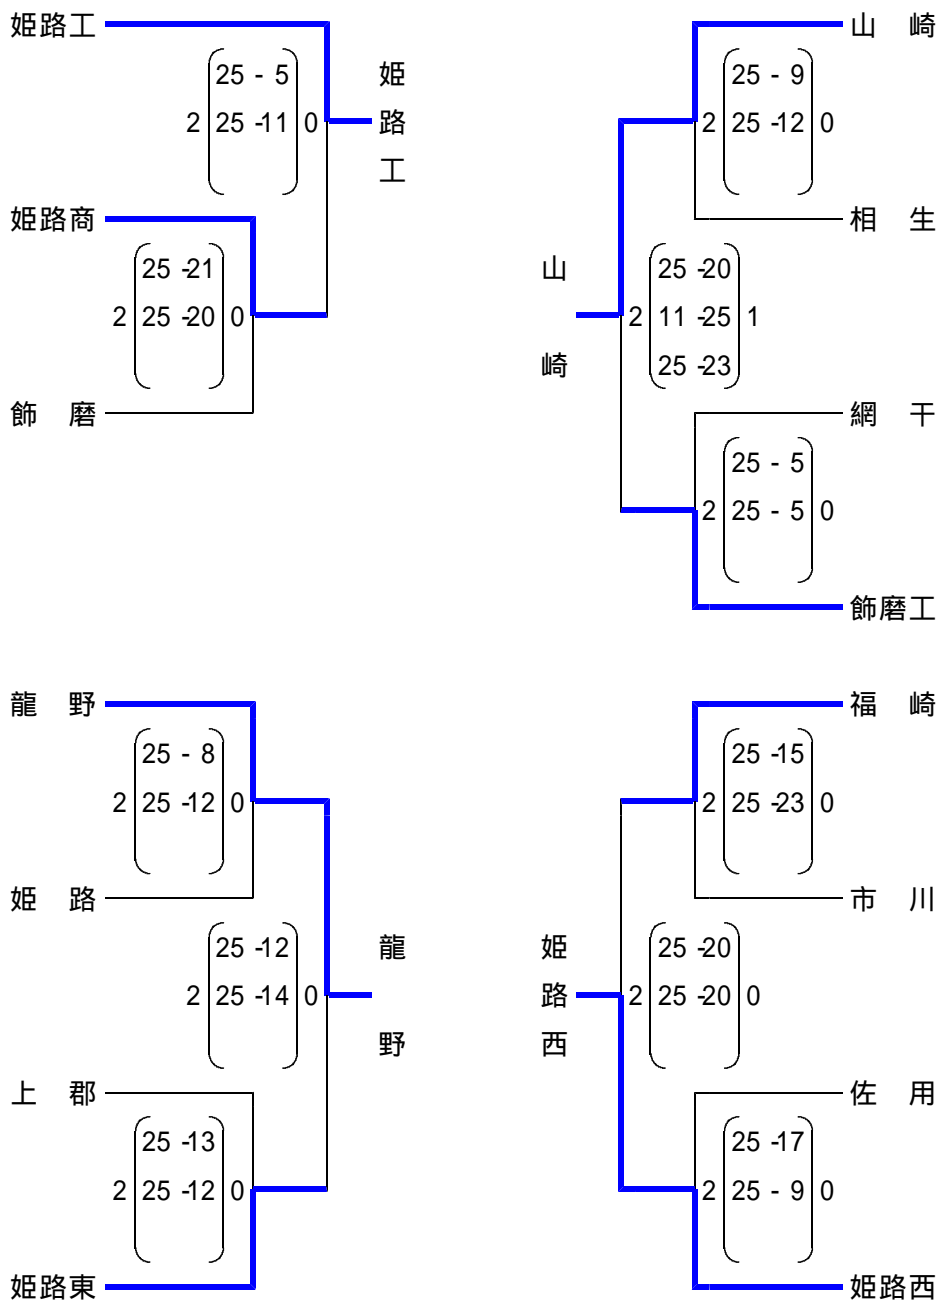 姫路工
25 - 5
2 25 -11 0
姫路工
姫路商
25 -21
2 25 -20 0
飾　磨
山　崎
25 - 9
2 25 -12 0
相　生
山崎
25 -20
2 11 -25 1
25 -23
網　干
25 - 5
2 25 - 5 0
飾磨工
龍　野
25 - 8
2 25 -12 0
姫　路
25 -12
2 25 -14 0
龍野
上　郡
25 -13
2 25 -12 0
姫路東
福　崎
25 -15
2 25 -23 0
市　川
姫路西
25 -20
2 25 -20 0
佐　用
25 -17
2 25 - 9 0
姫路西